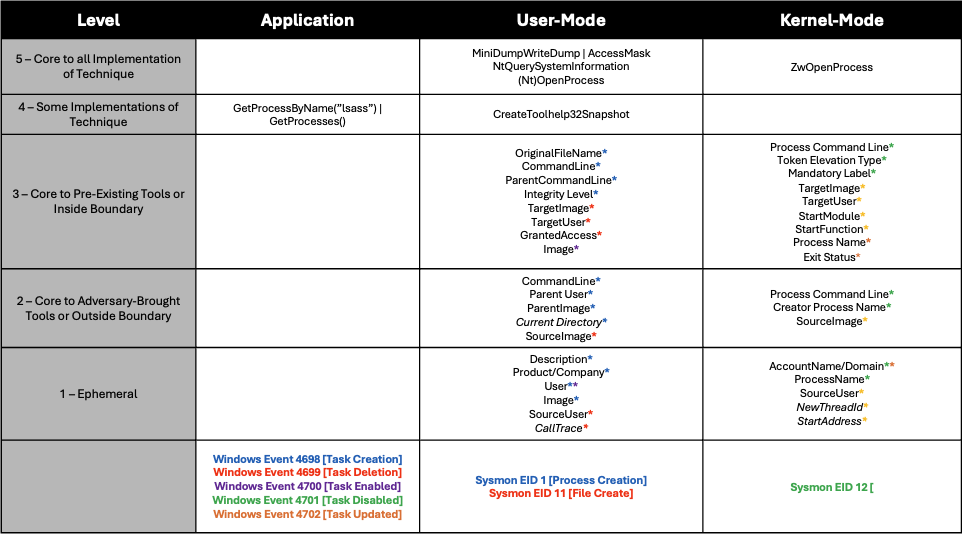 Level
Application
User-Mode
Kernel-Mode
5 – Core to all Implementation
of Technique
MiniDumpWriteDump | AccessMask
NtQuerySystemInformation
(Nt)OpenProcess
ZwOpenProcess
4 – Some Implementations of
Technique
GetProcessByName("lsass") |
GetProcesses()
CreateToolhelp32Snapshot
3 – Core to Pre-Existing Tools or
Inside Boundary
OriginalFileName*
CommandLine*
ParentCommandLine*
Integrity Level*
TargetImage*
TargetUser*
GrantedAccess*
Image*
Process Command Line*
Token Elevation Type*
Mandatory Label*
TargetImage*
TargetUser*
StartModule*
StartFunction*
Process Name*
Exit Status*
2 – Core to Adversary-Brought
Tools or Outside Boundary
CommandLine*
Parent User*
ParentImage*
Current Directory*
SourceImage*
Process Command Line*
Creator Process Name*
SourceImage*
1 – Ephemeral
Description*
Product/Company*
User**
Image*
SourceUser*
CallTrace*
AccountName/Domain**
ProcessName*
SourceUser*
NewThreadId*
StartAddress*
Windows Event 4698 [Task Creation]
Windows Event 4699 [Task Deletion]
Windows Event 4700 [Task Enabled]
Windows Event 4701 [Task Disabled]
Windows Event 4702 [Task Updated]
Sysmon EID 1 [Process Creation]
Sysmon EID 11 [File Create]
Sysmon EID 12 [